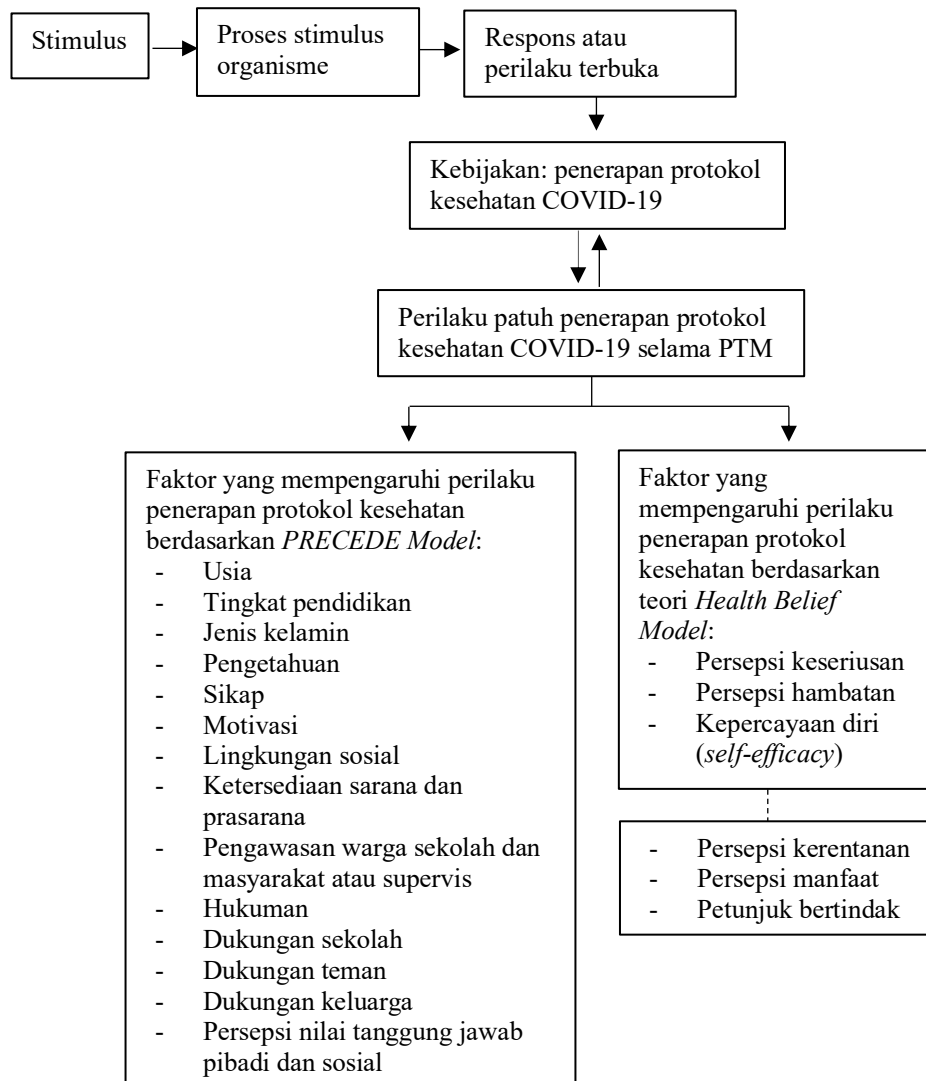 Stimulus
Proses stimulus
organisme
Respons atau
perilaku terbuka
Kebijakan: penerapan protokol
kesehatan COVID-19
Perilaku patuh penerapan protokol
kesehatan COVID-19 selama PTM
Faktor yang mempengaruhi perilaku
penerapan protokol kesehatan
berdasarkan PRECEDE Model:
- Usia
- Tingkat pendidikan
- Jenis kelamin
- Pengetahuan
- Sikap
- Motivasi
- Lingkungan sosial
- Ketersediaan sarana dan
prasarana
- Pengawasan warga sekolah dan
masyarakat atau supervis
- Hukuman
- Dukungan sekolah
- Dukungan teman
- Dukungan keluarga
- Persepsi nilai tanggung jawab
pibadi dan sosial
Faktor yang
mempengaruhi perilaku
penerapan protokol
kesehatan berdasarkan
teori Health Belief
Model:
- Persepsi keseriusan
- Persepsi hambatan
- Kepercayaan diri
(self-efficacy)
- Persepsi kerentanan
- Persepsi manfaat
- Petunjuk bertindak